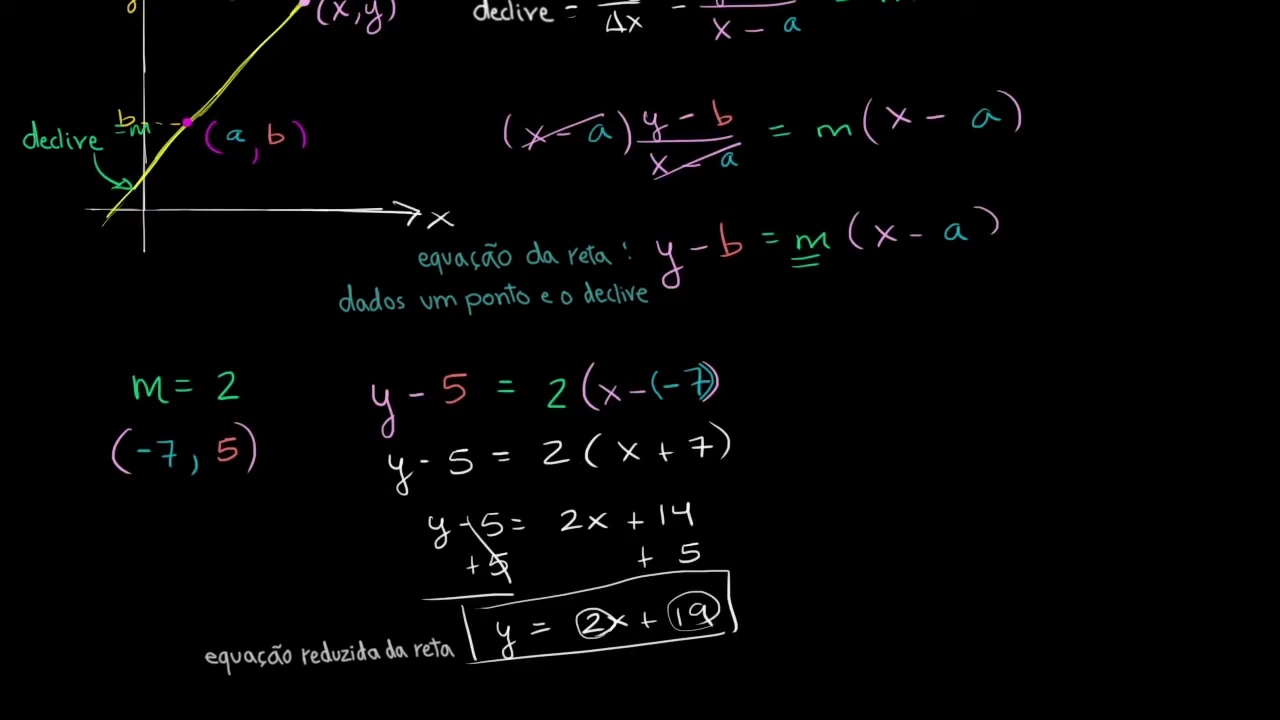 (x, y)
declive = /Δx = /x - a =
b
declive = m
(a, b)
x
(x - a) y - b / x - a = m (x - a)
equação da reta : y - b = m (x - a)
dados um ponto e o declive
m = 2
(-7, 5)
y - 5 = 2 (x - (-7))
y - 5 = 2 (x + 7)
y - 5 = 2x + 14
+ 5 + 5
y = 2x + 19
equação reduzida da reta